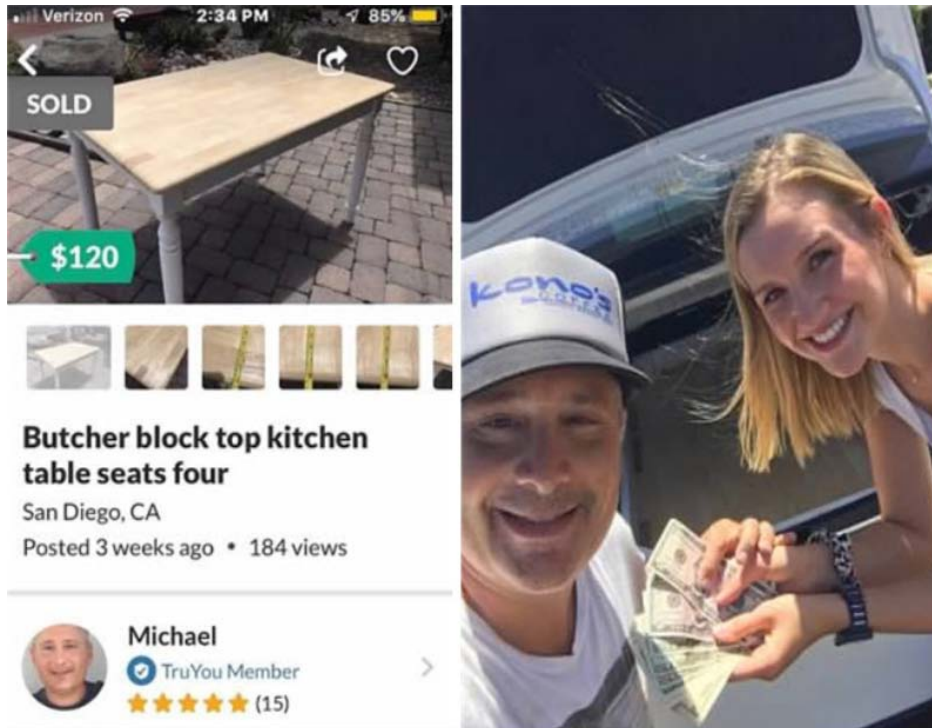 Verizon
2:34 PM
85%
SOLD
$120
Butcher block top kitchen
table seats four
San Diego, CA
Posted 3 weeks ago • 184 views
Michael
TruYou Member
(15)
kono's